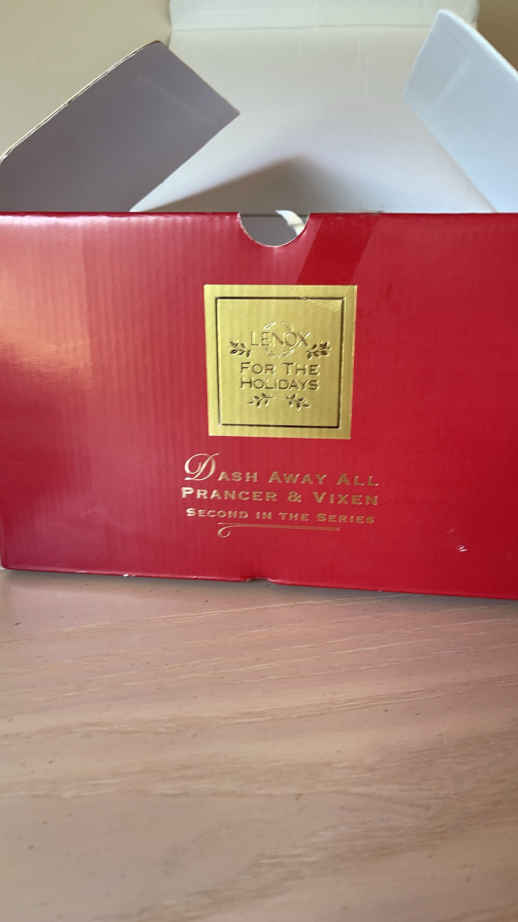 LENOX
FOR THE
HOLIDAYS
DASH AWAY ALL
PRANCER & VIXEN
SECOND IN THE SERIES